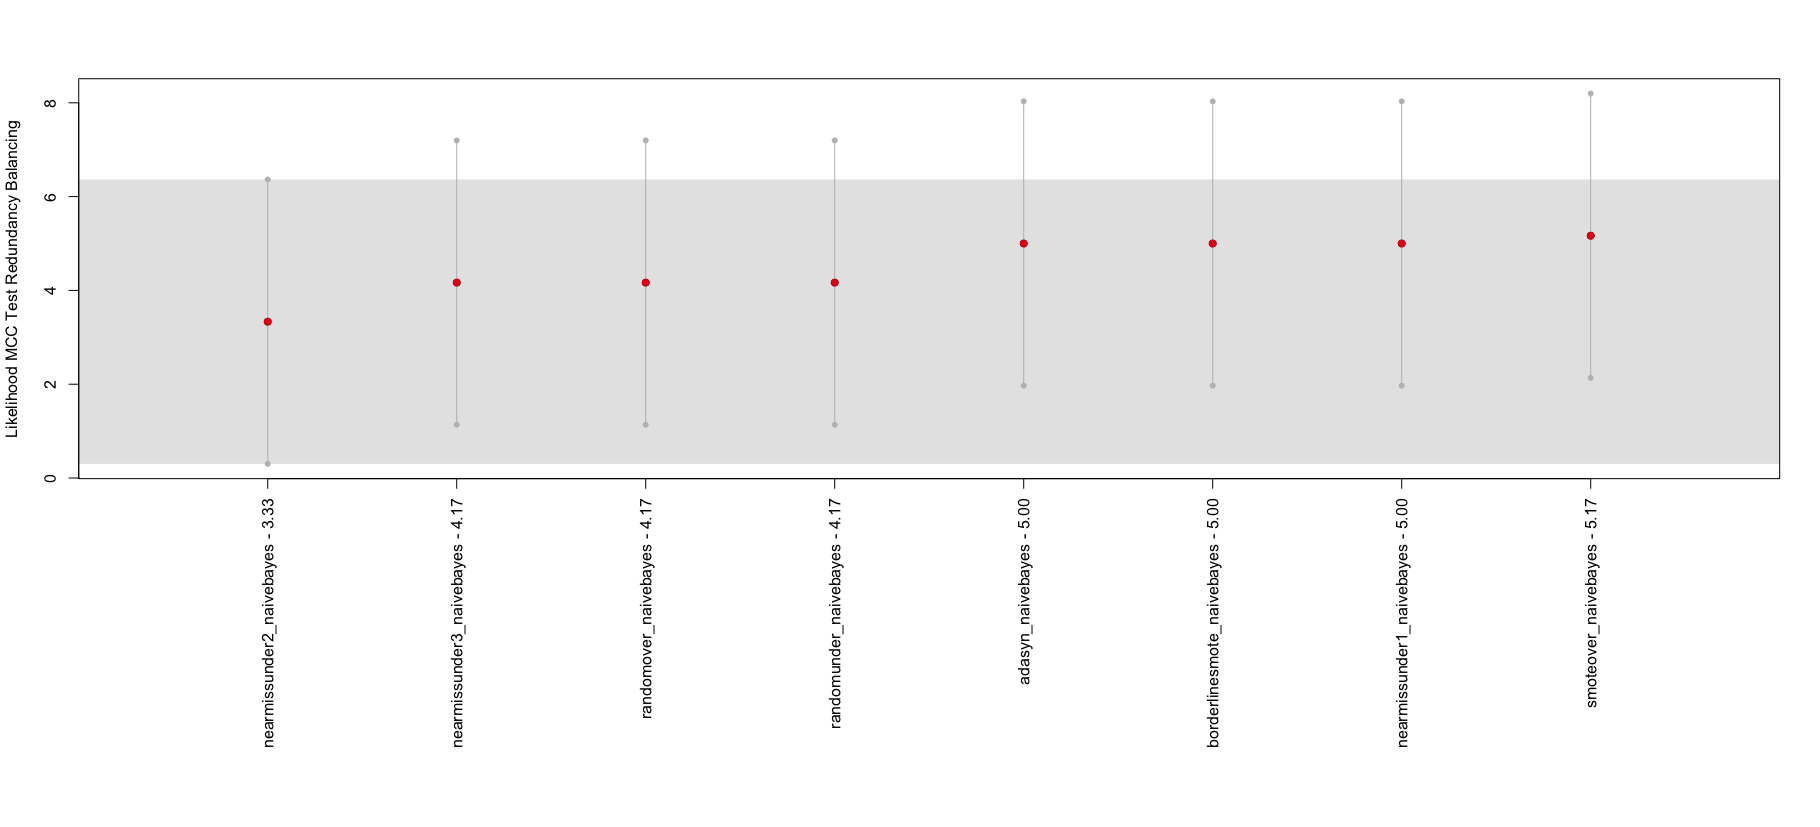 Likelihood MCC Test Redundancy Balancing
8
6
4
2
0
nearmissunder2_naivebayes - 3.33
nearmissunder3_naivebayes - 4.17
randomover_naivebayes - 4.17
randomunder_naivebayes - 4.17
adasyn_naivebayes - 5.00
borderlinesmote_naivebayes - 5.00
nearmissunder1_naivebayes - 5.00
smoteover_naivebayes - 5.17